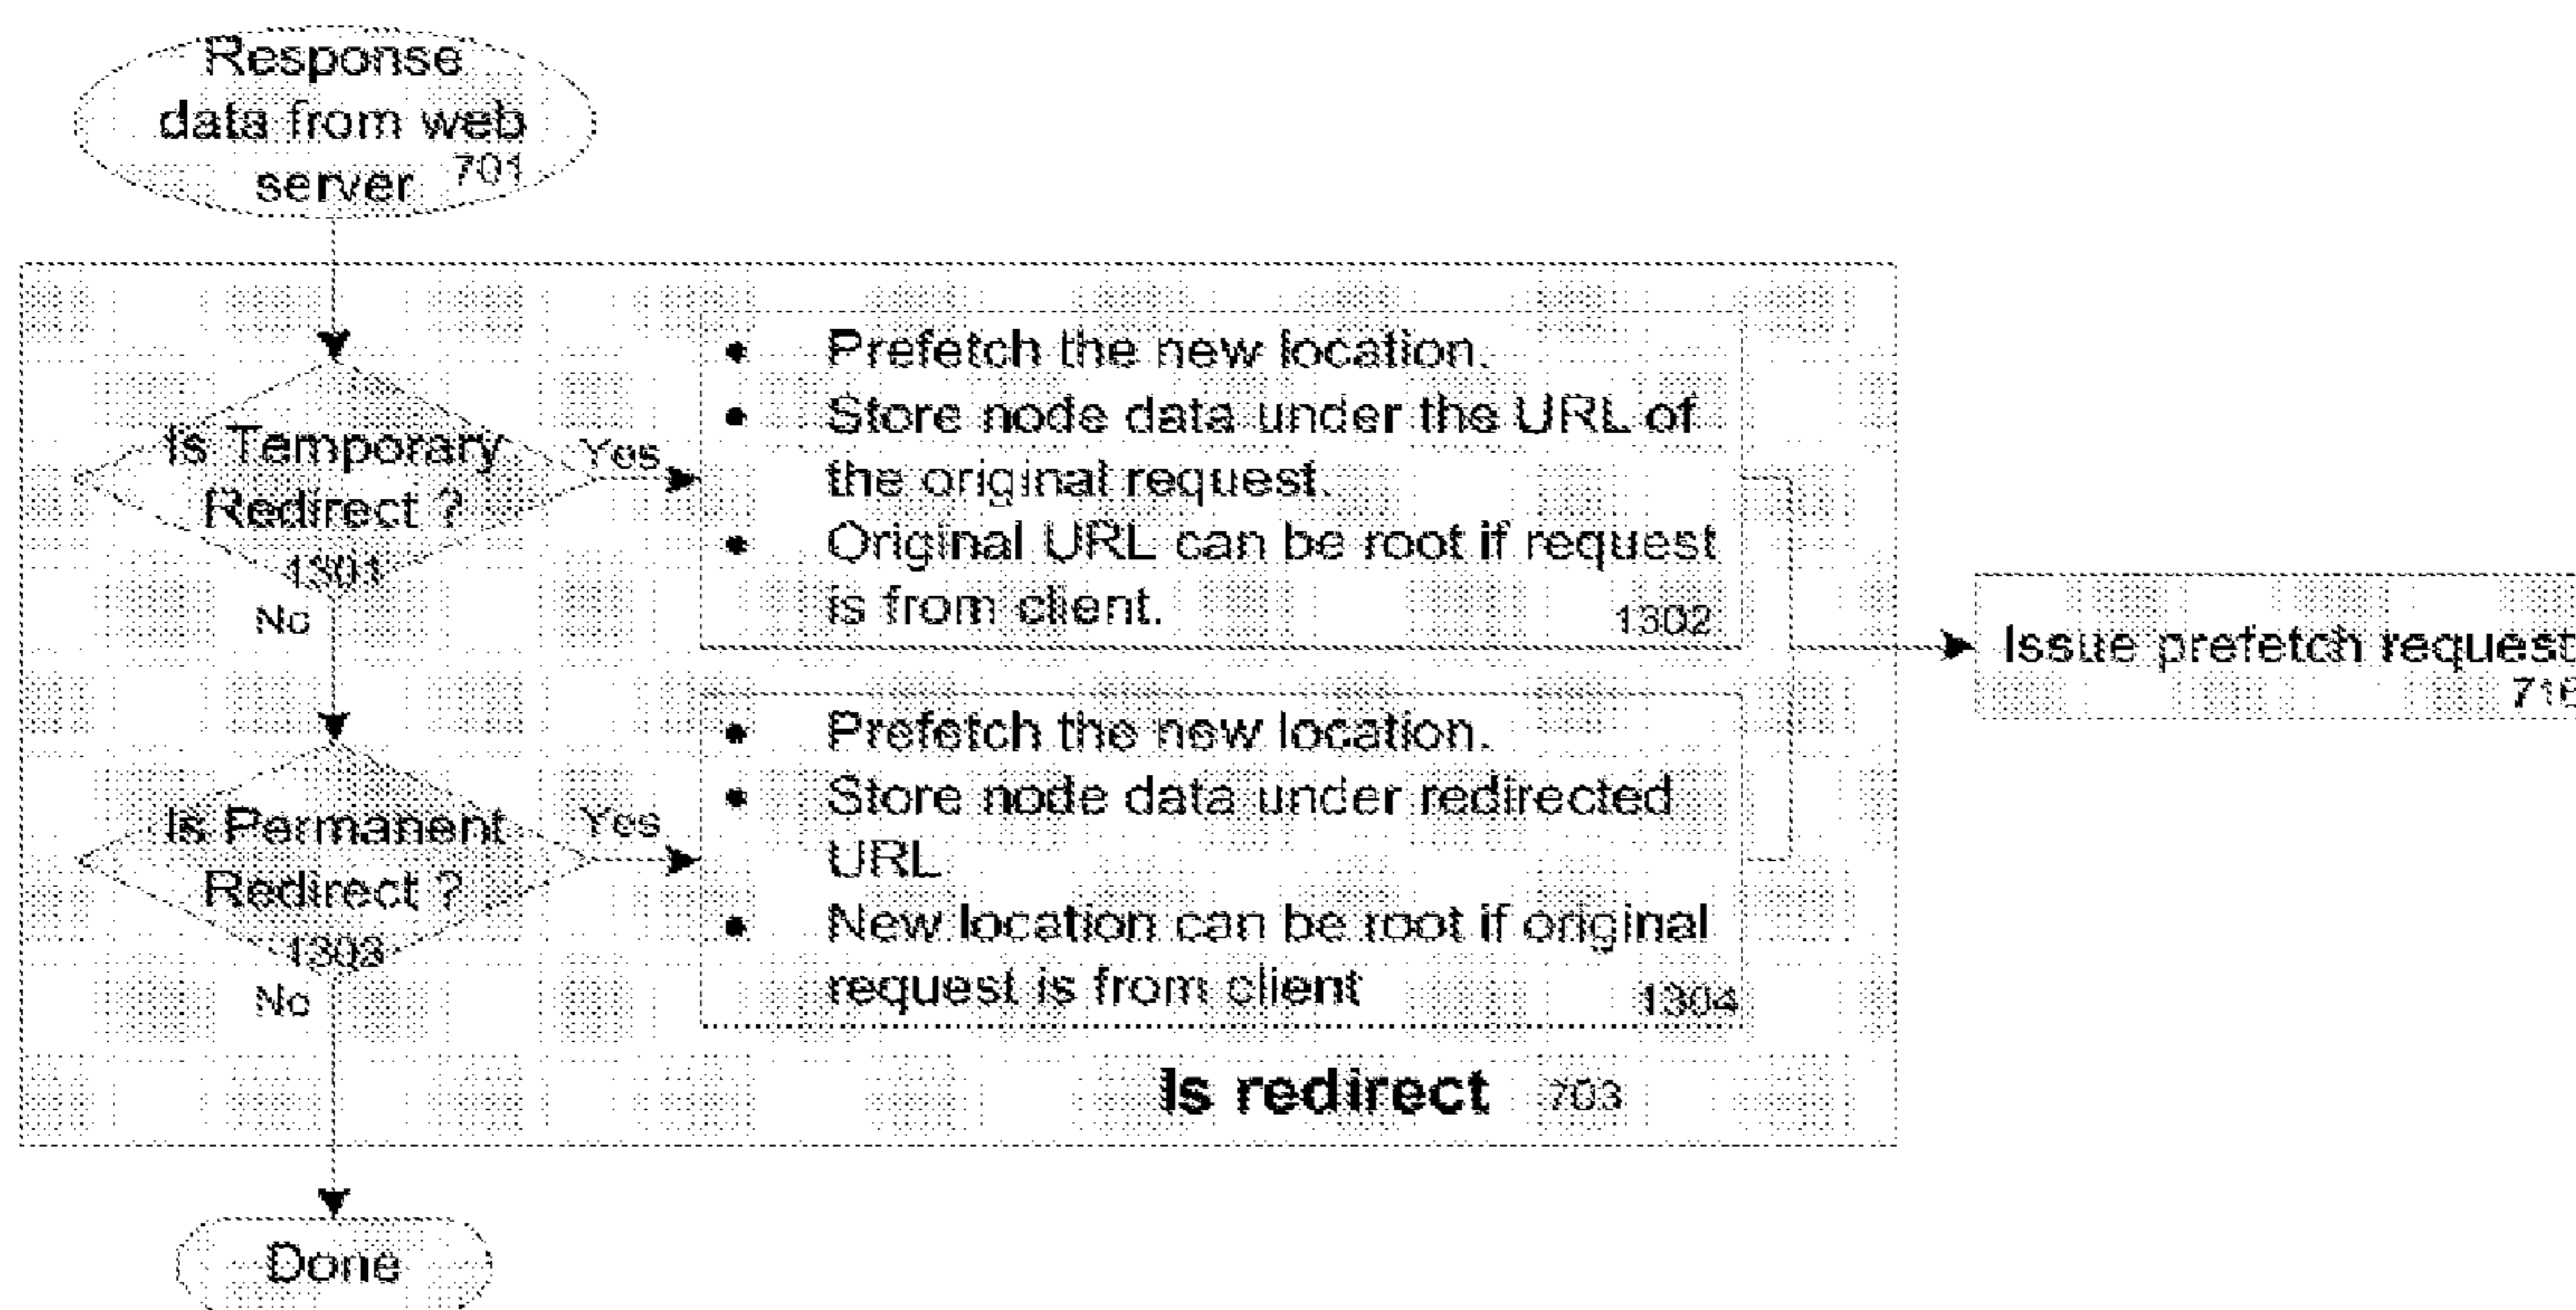 Response
data from web
server 701
Is Temporary
Redirect ?
1301
Yes
No
• Prefetch the new location.
• Store node data under the URL of
the original request.
• Original URL can be root if request
is from client.
1302
Is Permanent
Redirect ?
1303
Yes
No
• Prefetch the new location.
• Store node data under redirected
URL
• New location can be root if original
request is from client
1304
Is redirect 703
Issue prefetch request
Done